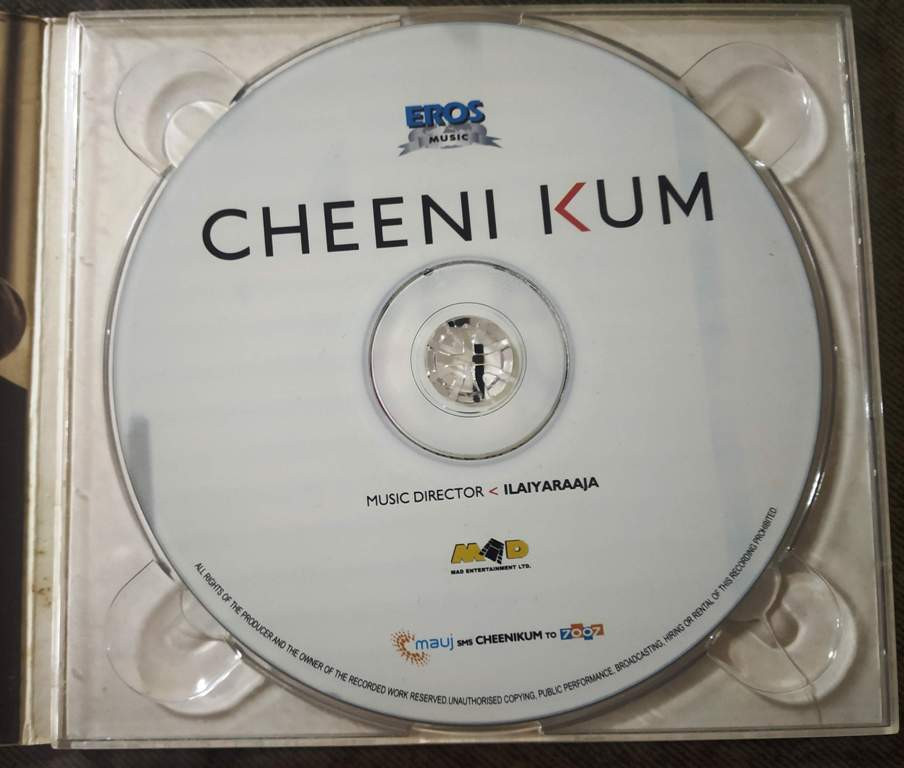 EROS
MUSIC
CHEENI KUM
MUSIC DIRECTOR < ILAIYARAAJA
MAD
MAD ENTERTAINMENT LTD.
mauj SMS CHEENIKUM TO 7007
ALL RIGHTS OF THE PRODUCER AND THE OWNER OF THE RECORDED WORK RESERVED.UNAUTHORISED COPYING, PUBLIC PERFORMANCE, BROADCASTING, HIRING OR RENTAL OF THIS RECORDING PROHIBITED